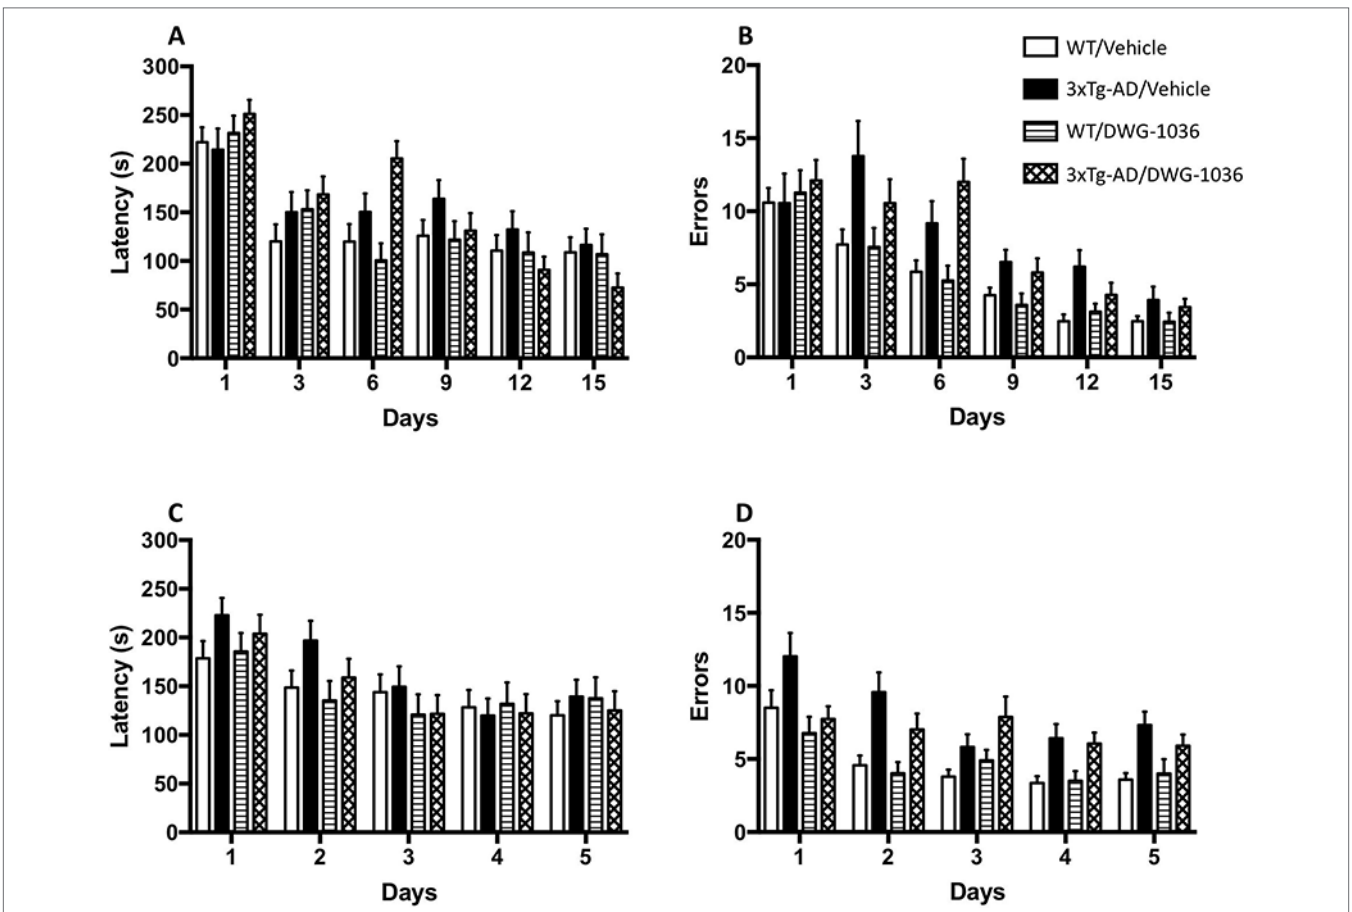 A
300
250
200
150
100
50
0
Latency (s)
1 3 6 9 12 15
Days
B
20
15
10
5
0
Errors
1 3 6 9 12 15
Days
WT/Vehicle
3xTg-AD/Vehicle
WT/DWG-1036
3xTg-AD/DWG-1036
C
300
250
200
150
100
50
0
Latency (s)
1 2 3 4 5
Days
D
20
15
10
5
0
Errors
1 2 3 4 5
Days